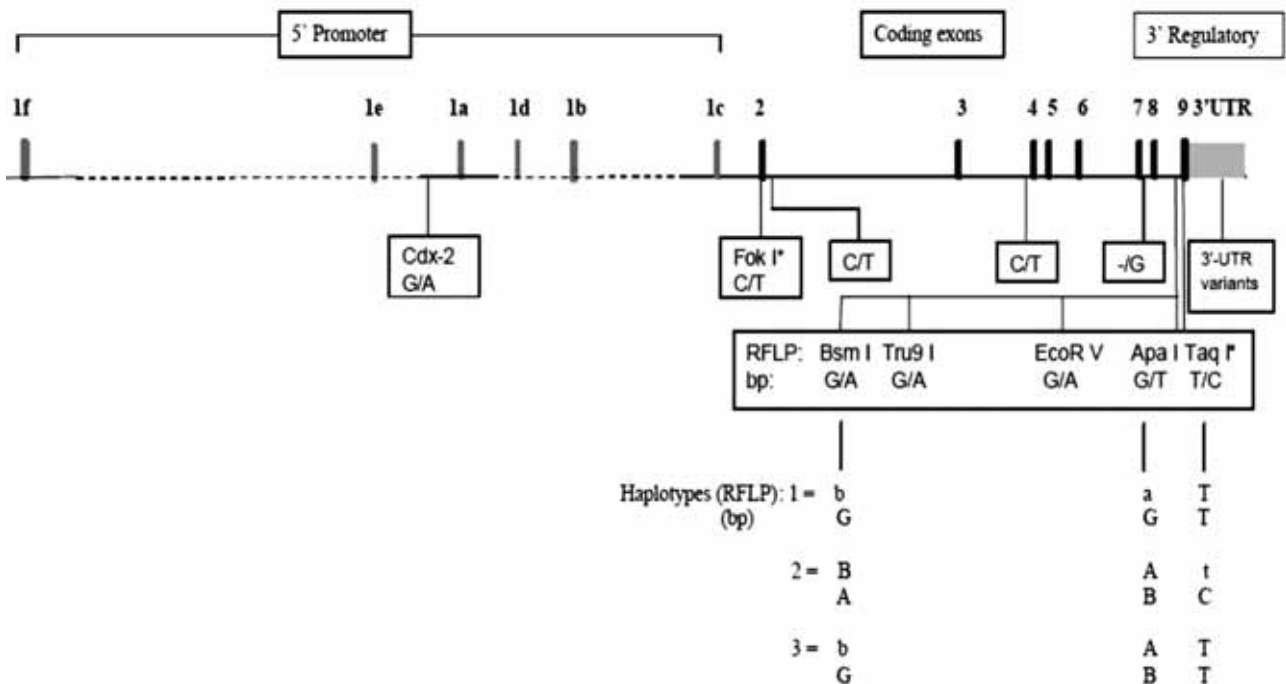 5` Promoter Coding exons 3` Regulatory
1f 1e 1a 1d 1b 1c 2 3 4 5 6 7 8 9 3'UTR
Cdx-2 Fok I* C/T C/T -/G 3'-UTR
G/A C/T variants
RFLP: Bsm I Tru9 I EcoR V Apa I Taq I*
bp: G/A G/A G/A G/T T/C
Haplotypes (RFLP): 1 = b a T
(bp) G G T
2 = B A t
A B C
3 = b A T
G B T